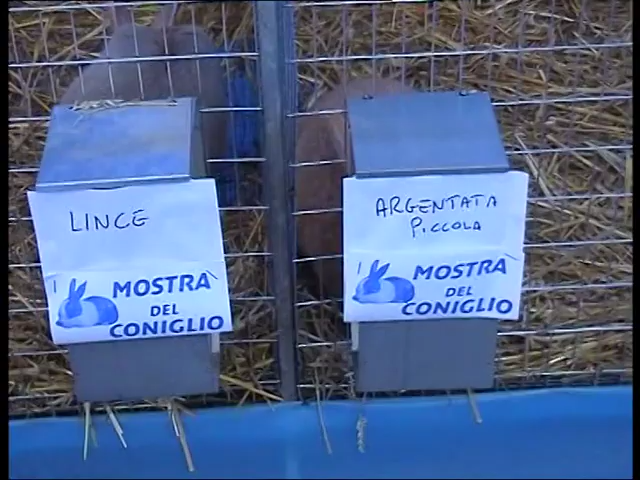 LINCE
MOSTRA
DEL
CONIGLIO
ARGENTATA
PICCOLA
MOSTRA
DEL
CONIGLIO